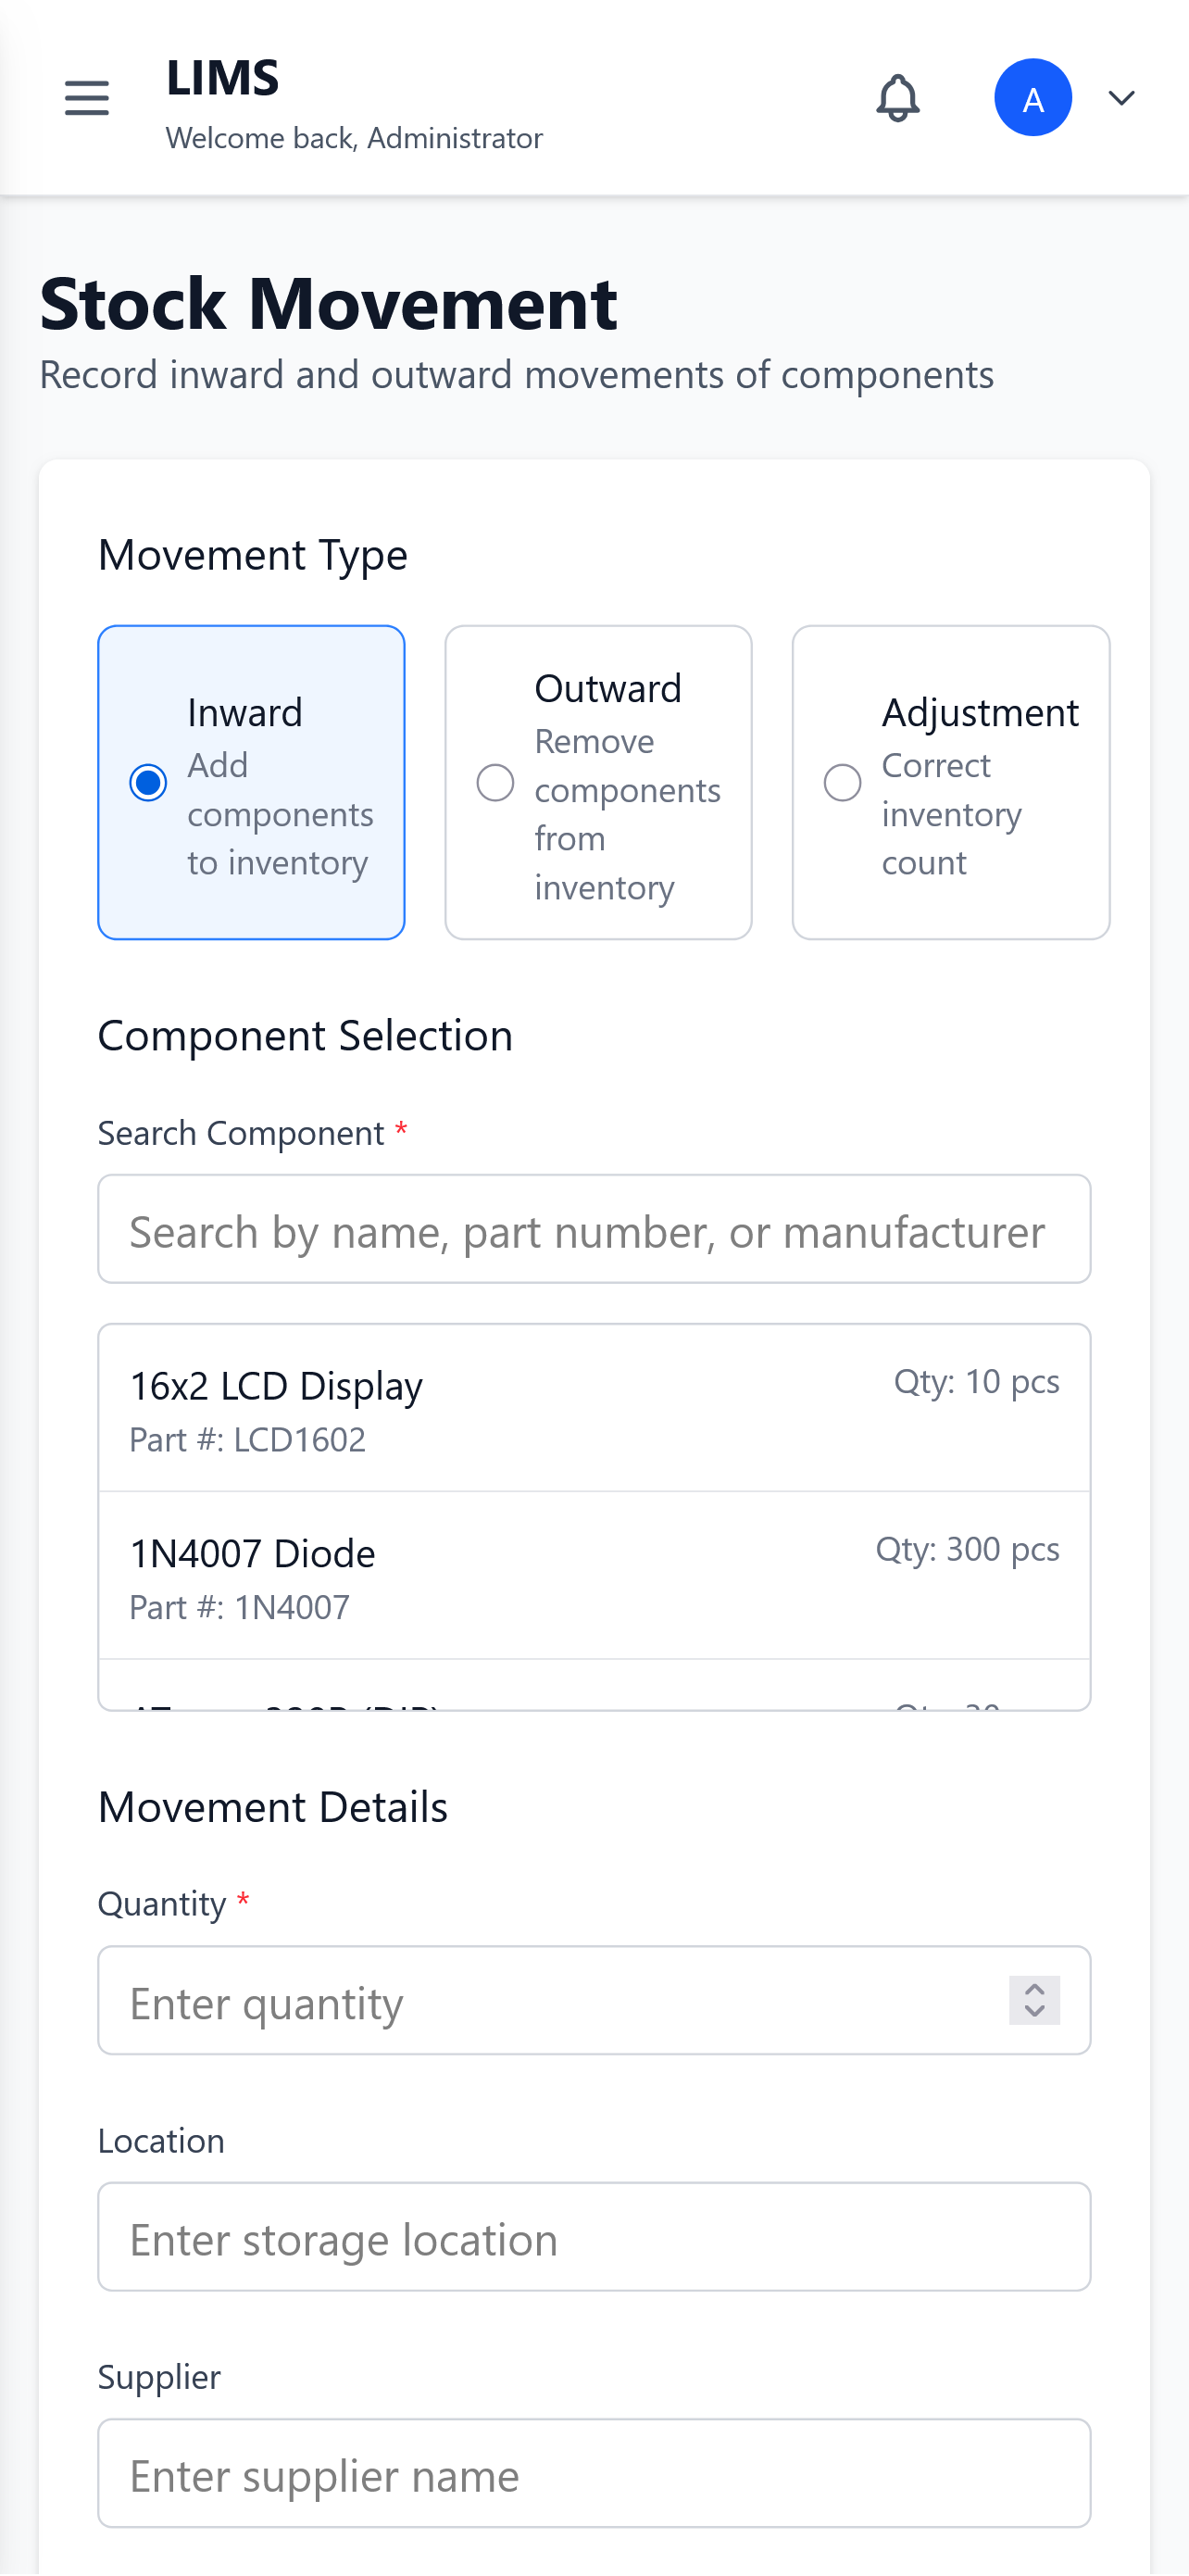 LIMS
Welcome back, Administrator
A
Stock Movement
Record inward and outward movements of components
Movement Type
Inward
Add
components
to inventory
Outward
Remove
components
from
inventory
Adjustment
Correct
inventory
count
Component Selection
Search Component *
Search by name, part number, or manufacturer
16x2 LCD Display
Qty: 10 pcs
Part #: LCD1602
1N4007 Diode
Qty: 300 pcs
Part #: 1N4007
Movement Details
Quantity *
Enter quantity
Location
Enter storage location
Supplier
Enter supplier name